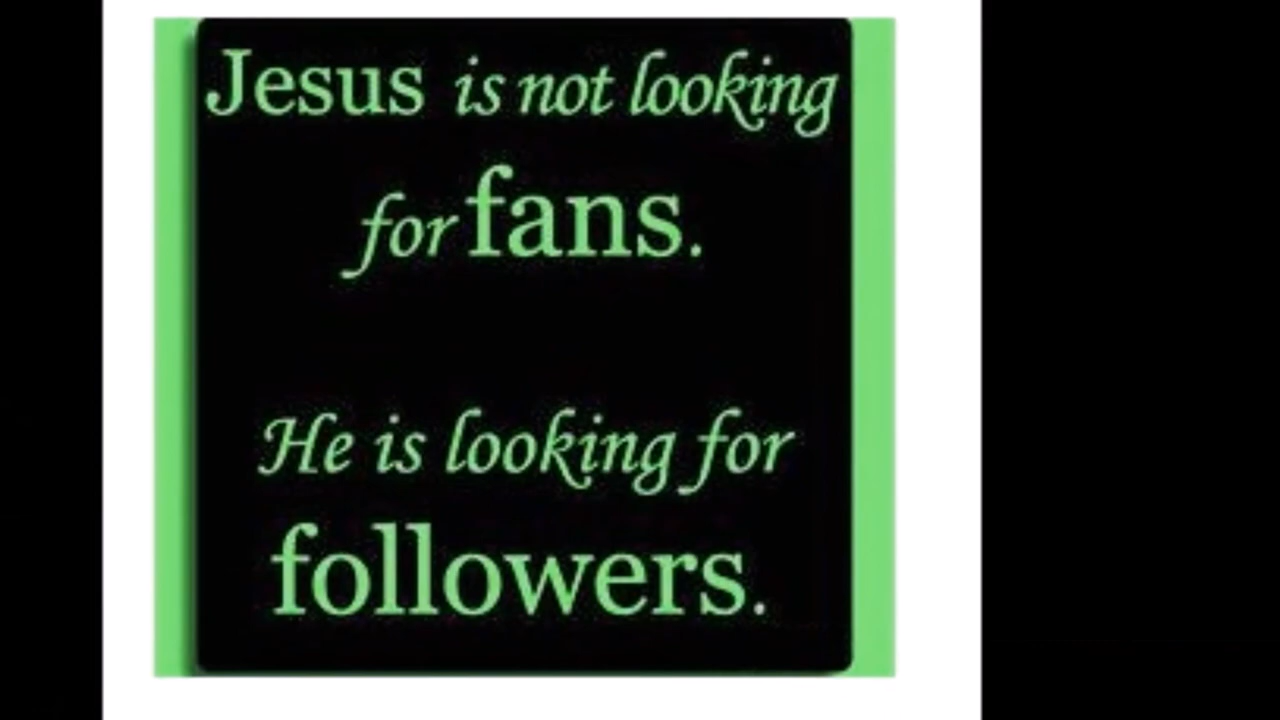 Jesus is not looking
for fans.
He is looking for
followers.